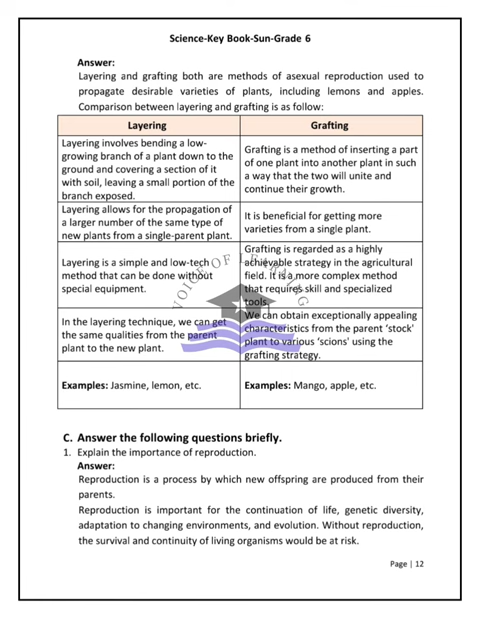 Science-Key Book-Sun-Grade 6
Answer:
Layering and grafting both are methods of asexual reproduction used to
propagate desirable varieties of plants, including lemons and apples.
Comparison between layering and grafting is as follow:
Layering
Grafting
Layering involves bending a low-
growing branch of a plant down to the
ground and covering a section of it
with soil, leaving a small portion of the
branch exposed.
Grafting is a method of inserting a part
of one plant into another plant in such
a way that the two will unite and
continue their growth.
Layering allows for the propagation of
a larger number of the same type of
new plants from a single-parent plant.
It is beneficial for getting more
varieties from a single plant.
Layering is a simple and low-tech
method that can be done without
special equipment.
Grafting is regarded as a highly
achievable strategy in the agricultural
field. It is a more complex method
that requires skill and specialized
tools.
In the layering technique, we can get
the same qualities from the parent
plant to the new plant.
We can obtain exceptionally appealing
characteristics from the parent ‘stock’
plant to various ‘scions’ using the
grafting strategy.
Examples: Jasmine, lemon, etc.
Examples: Mango, apple, etc.
VOICE OF LEARNING
C. Answer the following questions briefly.
1. Explain the importance of reproduction.
Answer:
Reproduction is a process by which new offspring are produced from their
parents.
Reproduction is important for the continuation of life, genetic diversity,
adaptation to changing environments, and evolution. Without reproduction,
the survival and continuity of living organisms would be at risk.
Page | 12